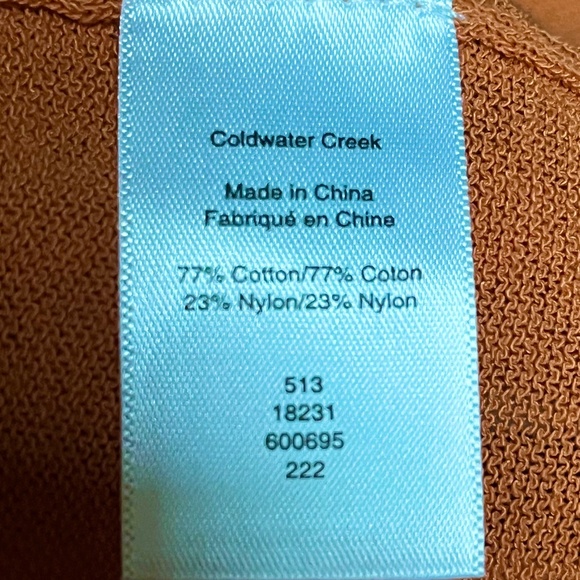 Coldwater Creek
Made in China
Fabriqué en Chine
77% Cotton/77% Coton
23% Nylon/23% Nylon
513
18231
600695
222